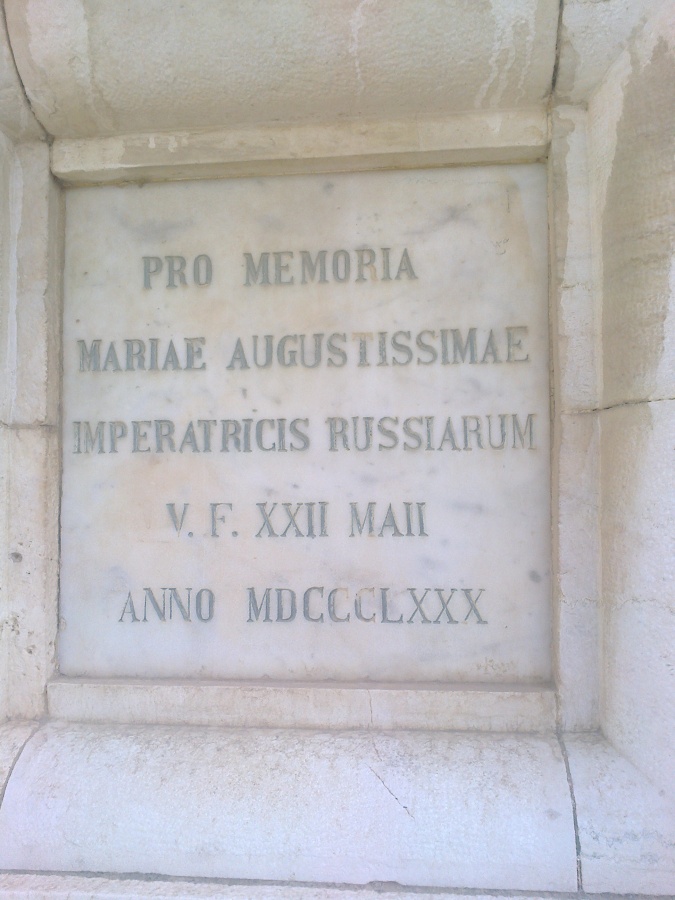 PRO MEMORIA
MARIAE AUGUSTISSIMAE
IMPERATRICIS RUSSIARUM
V. F. XXII MAII
ANNO MDCCCLXXX